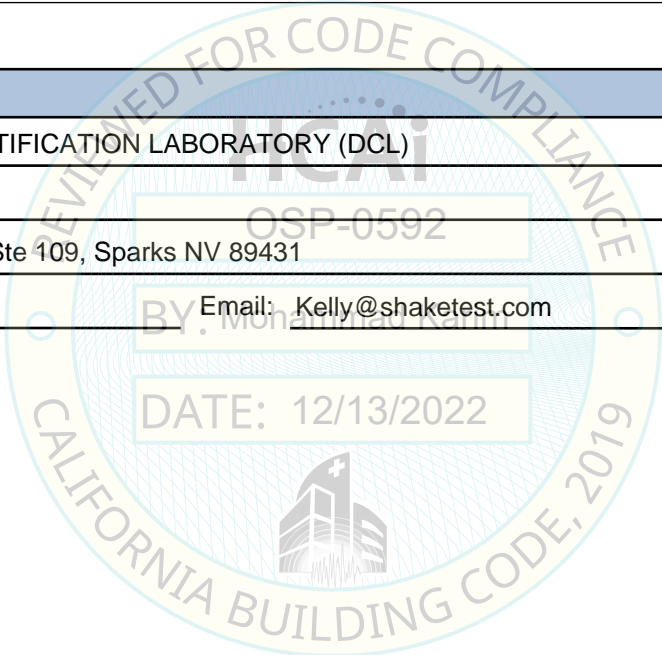 REVIEWED FOR CODE COMPLIANCE
HCAi
TIFICATION LABORATORY (DCL)
OSP-0592
Ste 109, Sparks NV 89431
Email: Kelly@shaketest.com
BY: Mohammad Karim
DATE: 12/13/2022
CALIFORNIA BUILDING CODE, 2019